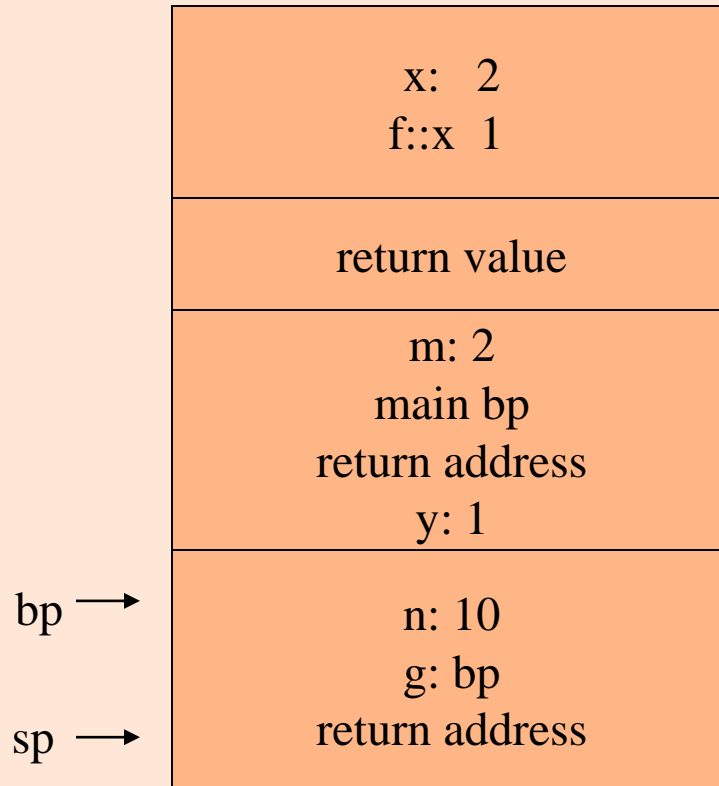 x: 2
f::x 1
return value
m: 2
main bp
return address
y: 1
bp
n: 10
g: bp
sp
return address